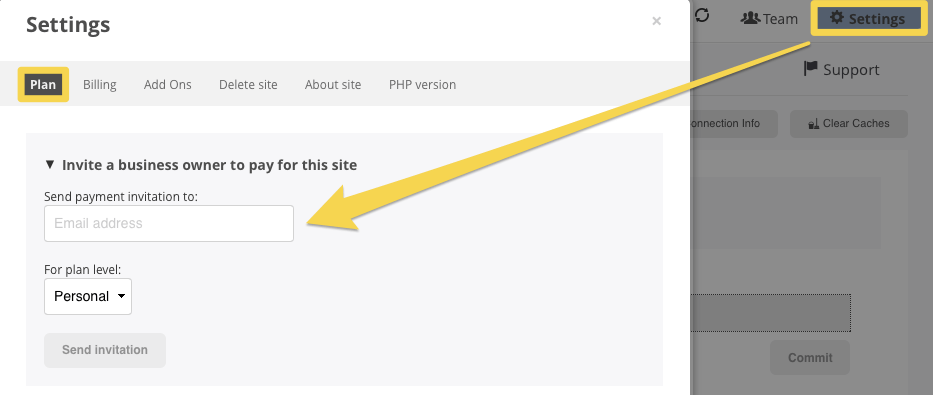 Settings
×
Team
Settings
Plan
Billing
Add Ons
Delete site
About site
PHP version
Support
onnection Info
Clear Caches
▼ Invite a business owner to pay for this site
Send payment invitation to:
Email address
For plan level:
Personal
Send invitation
Commit